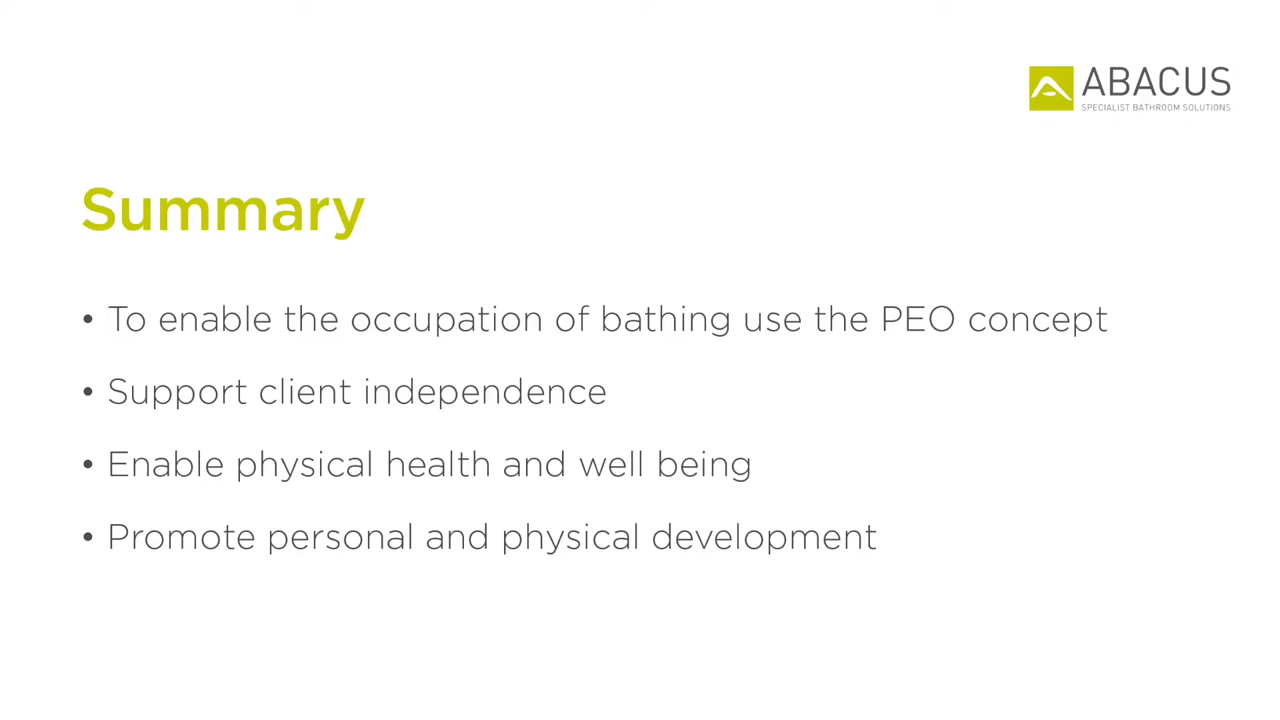 ABACUS
SPECIALIST BATHROOM SOLUTIONS
Summary
• To enable the occupation of bathing use the PEO concept
• Support client independence
• Enable physical health and well being
• Promote personal and physical development